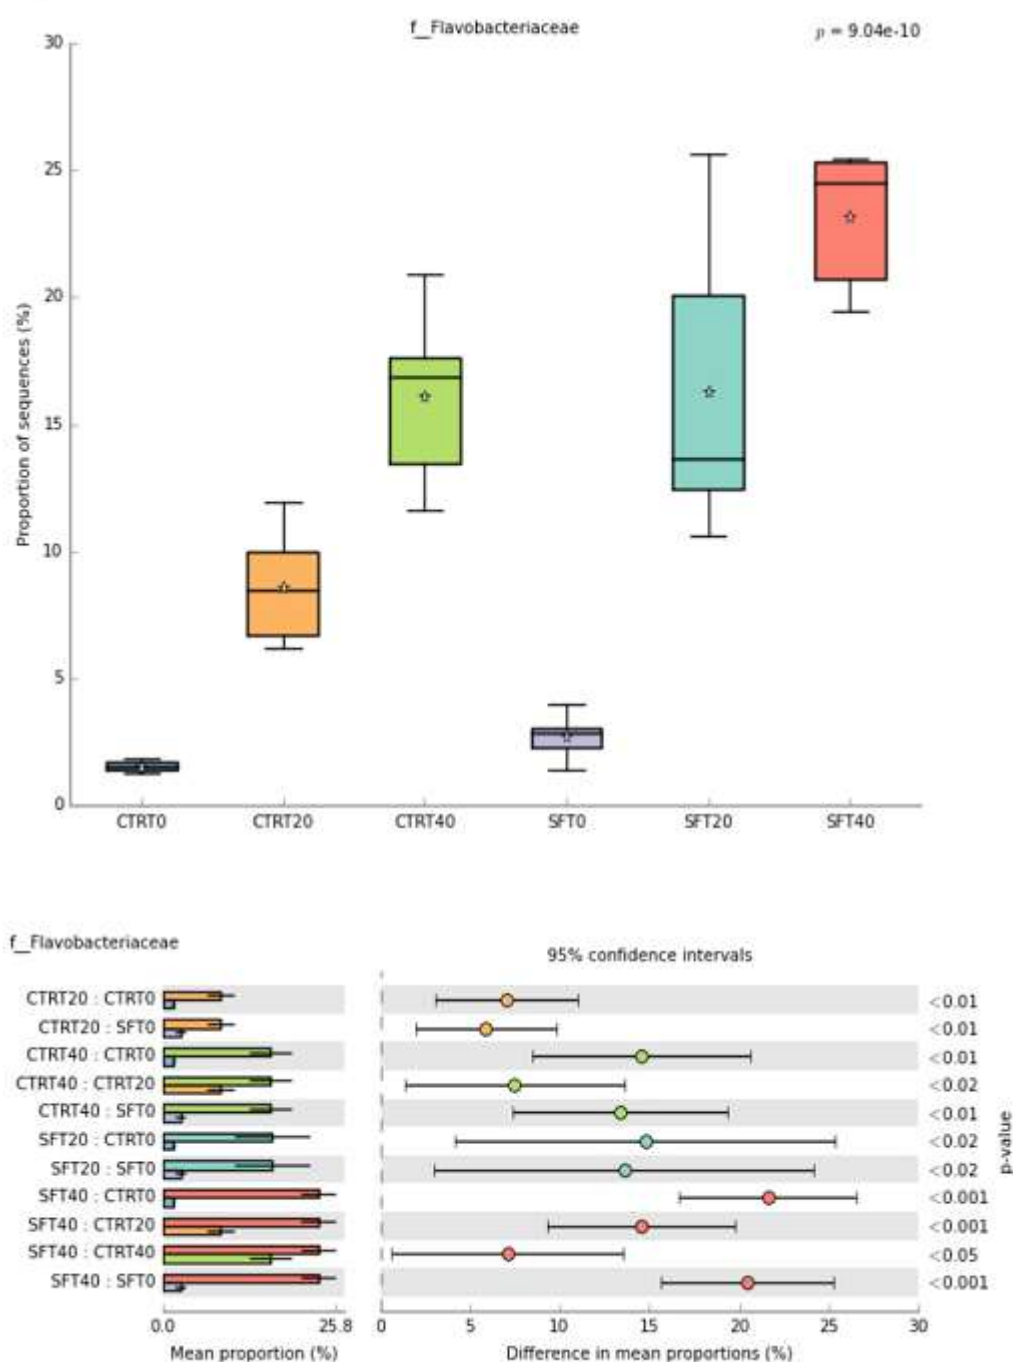 f__Flavobacteriaceae
p = 9.04e-10
30
25
20
15
10
5
0
Proportion of sequences (%)
CTRT0 CTRT20 CTRT40 SFT0 SFT20 SFT40
f__Flavobacteriaceae
95% confidence intervals
CTRT20 : CTRT0 <0.01
CTRT20 : SFT0 <0.01
CTRT40 : CTRT0 <0.01
CTRT40 : CTRT20 <0.02
CTRT40 : SFT0 <0.01
SFT20 : CTRT0 <0.02
SFT20 : SFT0 <0.02
SFT40 : CTRT0 <0.001
SFT40 : CTRT20 <0.001
SFT40 : CTRT40 <0.05
SFT40 : SFT0 <0.001
p-value
0.0 25.8 0 5 10 15 20 25 30
Mean proportion (%) Difference in mean proportions (%)